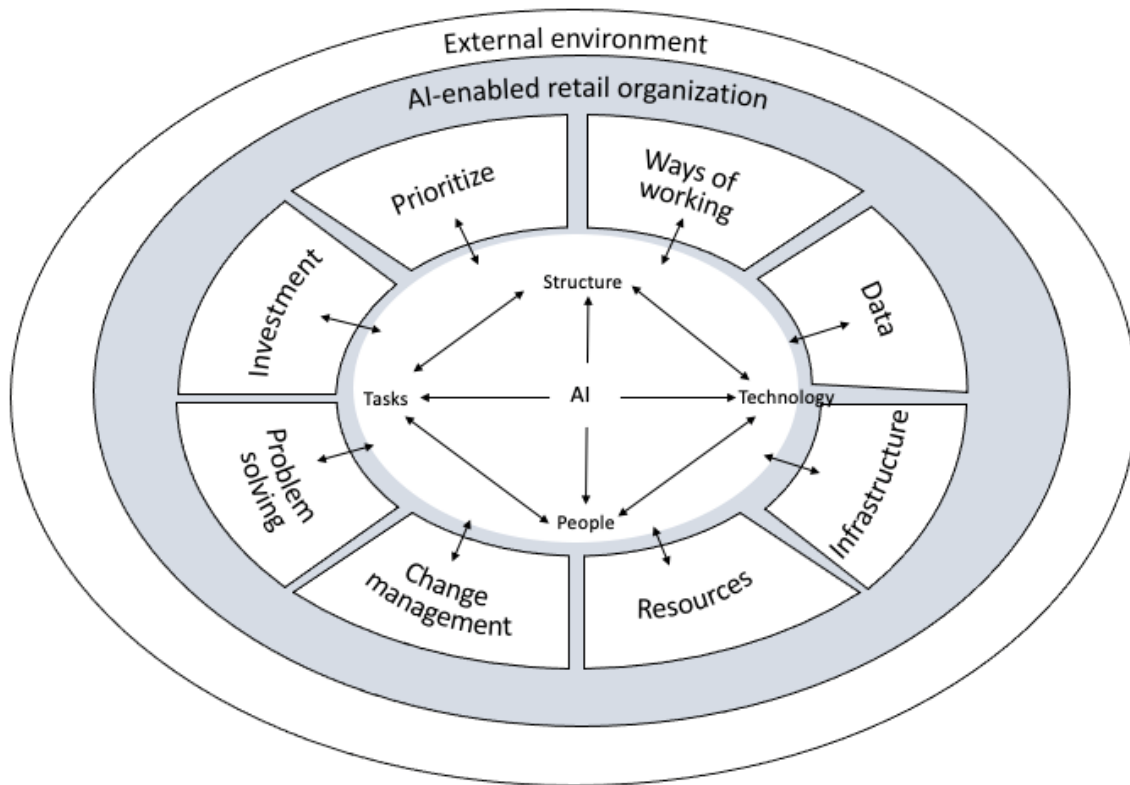 External environment
AI-enabled retail organization
Prioritize
Ways of
working
Investment
Data
Structure
Tasks
AI
Technology
People
Problem
solving
Infrastructure
Change
management
Resources